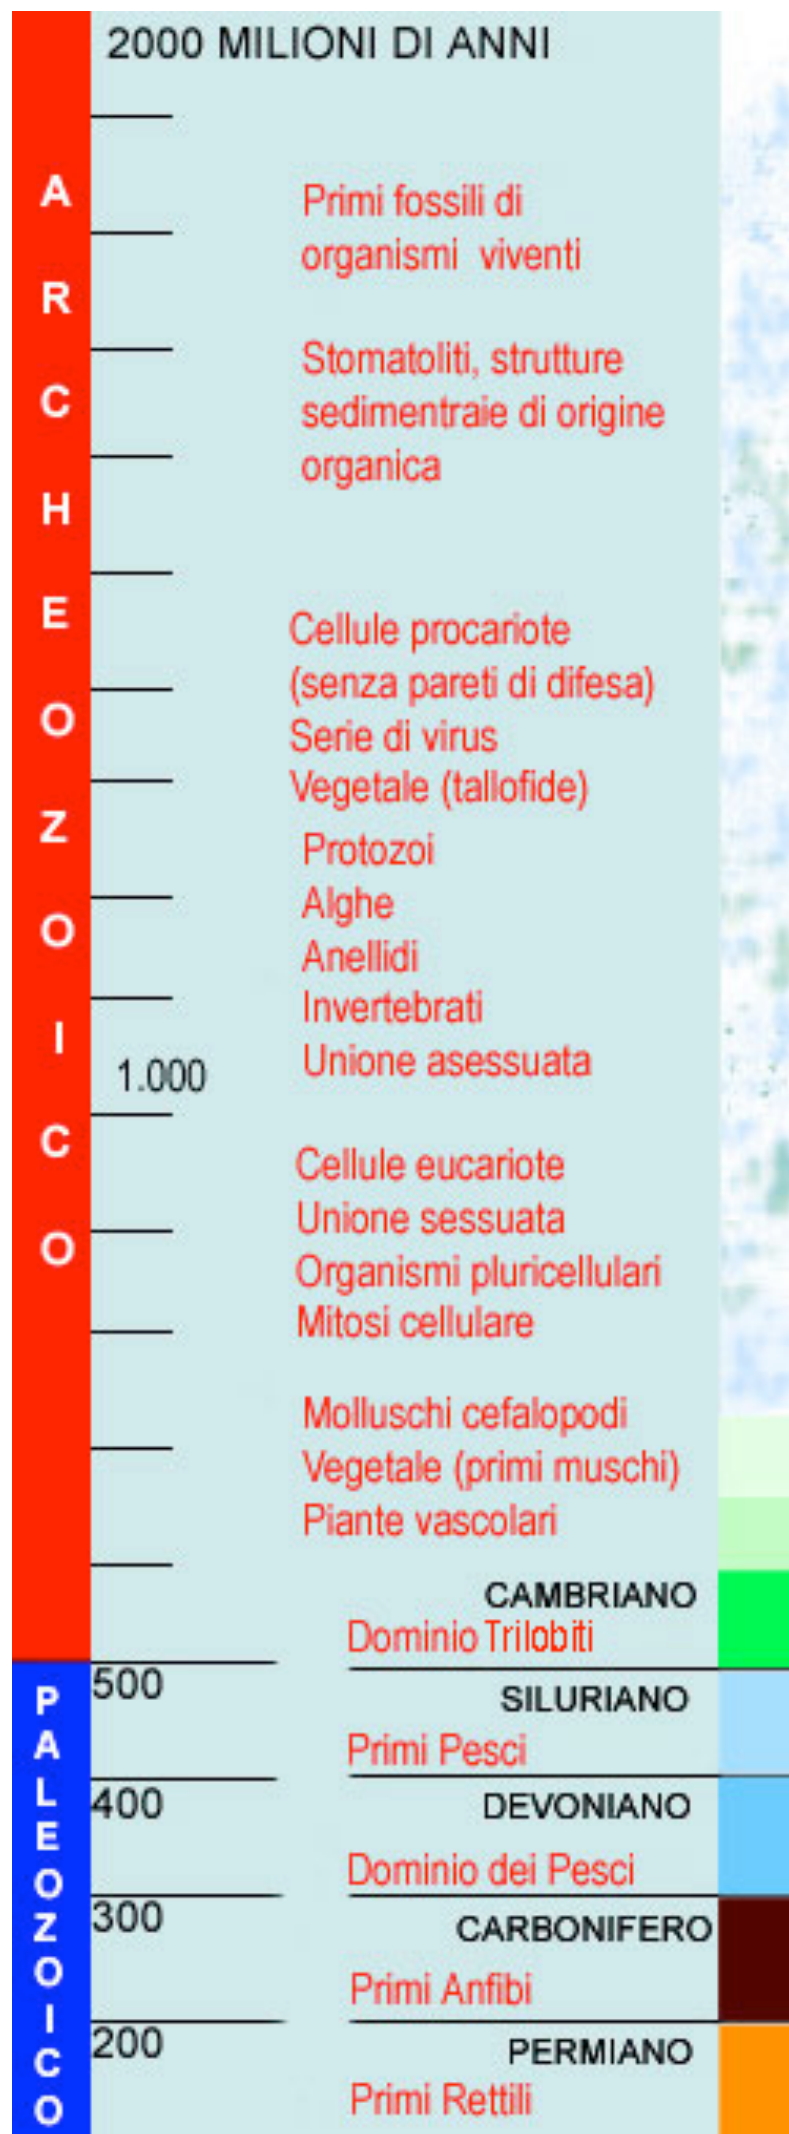 2000 MILIONI DI ANNI
ARCHEOZOICO
Primi fossili di
organismi viventi
Stomatoliti, strutture
sedimentraie di origine
organica
Cellule procariote
(senza pareti di difesa)
Serie di virus
Vegetale (tallofide)
Protozoi
Alghe
Anellidi
Invertebrati
Unione asessuata
1.000
Cellule eucariote
Unione sessuata
Organismi pluricellulari
Mitosi cellulare
Molluschi cefalopodi
Vegetale (primi muschi)
Piante vascolari
CAMBRIANO
Dominio Trilobiti
PALEOZOICO
500
SILURIANO
Primi Pesci
400
DEVONIANO
Dominio dei Pesci
300
CARBONIFERO
Primi Anfibi
200
PERMIANO
Primi Rettili